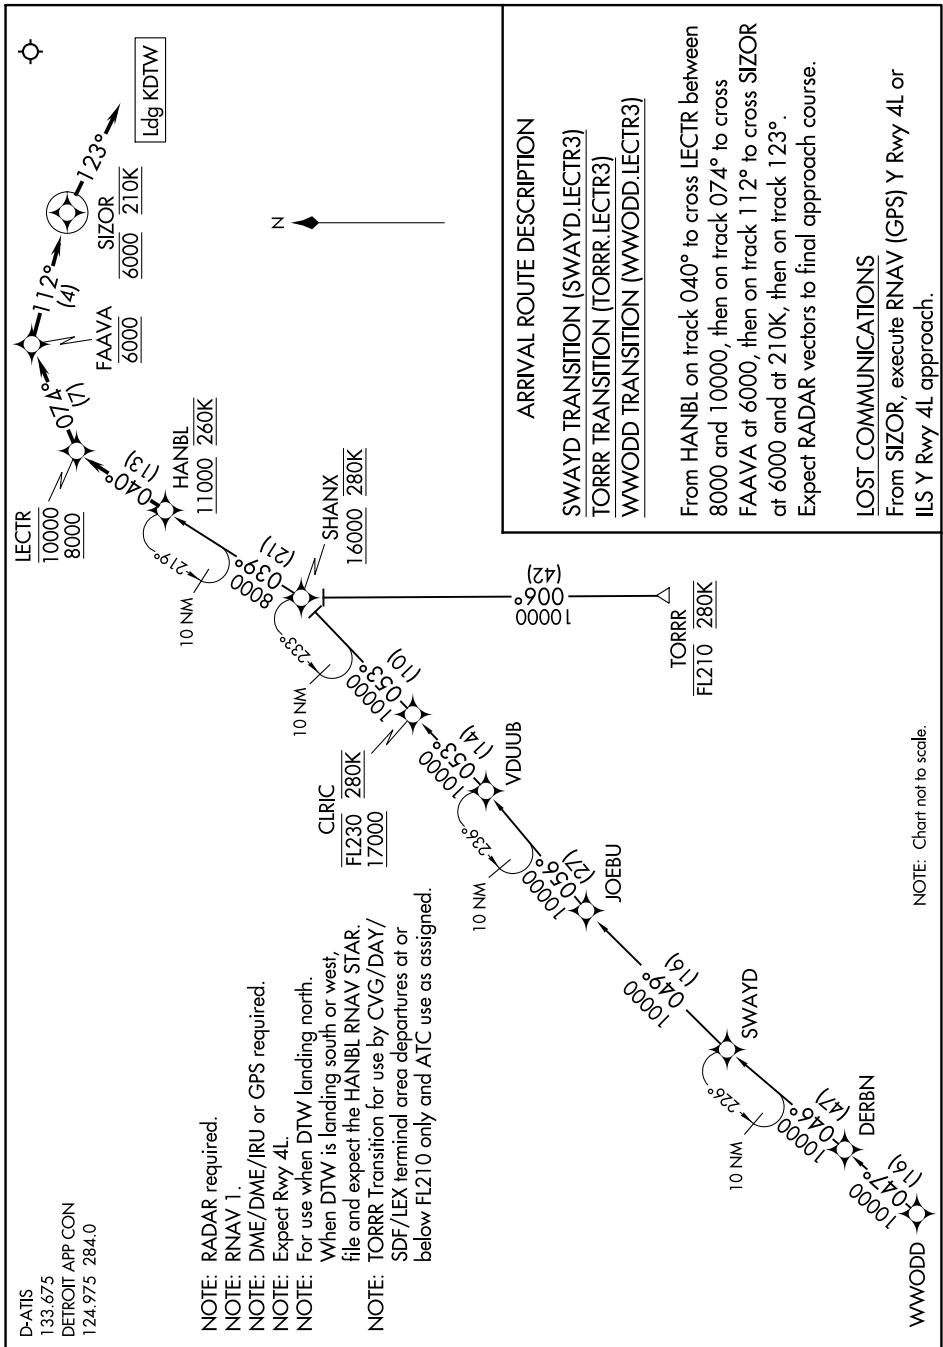 D-ATIS
133.675
DETROIT APP CON
124.975 284.0
NOTE: RADAR required.
NOTE: RNAV 1.
NOTE: DME/DME/IRU or GPS required.
NOTE: Expect Rwy 4L.
NOTE: For use when DTW landing north.
When DTW is landing south or west,
file and expect the HANBL RNAV STAR.
NOTE: TORRR Transition for use by CVG/DAY/
SDF/LEX terminal area departures at or
below FL210 only and ATC use as assigned.
WWODD
10000
047°
(16)
DERBN
10000
046°
(47)
10 NM
226°
SWAYD
10000
049°
(16)
JOEBU
10000
056°
(27)
10 NM
236°
VDUUB
10000
053°
(14)
CLRIC
FL230 280K
17000
10000
053°
(10)
10 NM
233°
SHANX
16000 280K
TORRR
FL210 280K
10000
006°
(42)
8000
039°
(21)
10 NM
219°
HANBL
11000 260K
040°
(13)
LECTR
10000
8000
074°
(7)
FAAVA
6000
112°
(4)
SIZOR
6000 210K
123°
Ldg KDTW
N
NOTE: Chart not to scale.
ARRIVAL ROUTE DESCRIPTION
SWAYD TRANSITION (SWAYD.LECTR3)
TORRR TRANSITION (TORRR.LECTR3)
WWODD TRANSITION (WWODD.LECTR3)
From HANBL on track 040° to cross LECTR between
8000 and 10000, then on track 074° to cross
FAAVA at 6000, then on track 112° to cross SIZOR
at 6000 and at 210K, then on track 123°.
Expect RADAR vectors to final approach course.
LOST COMMUNICATIONS
From SIZOR, execute RNAV (GPS) Y Rwy 4L or
ILS Y Rwy 4L approach.